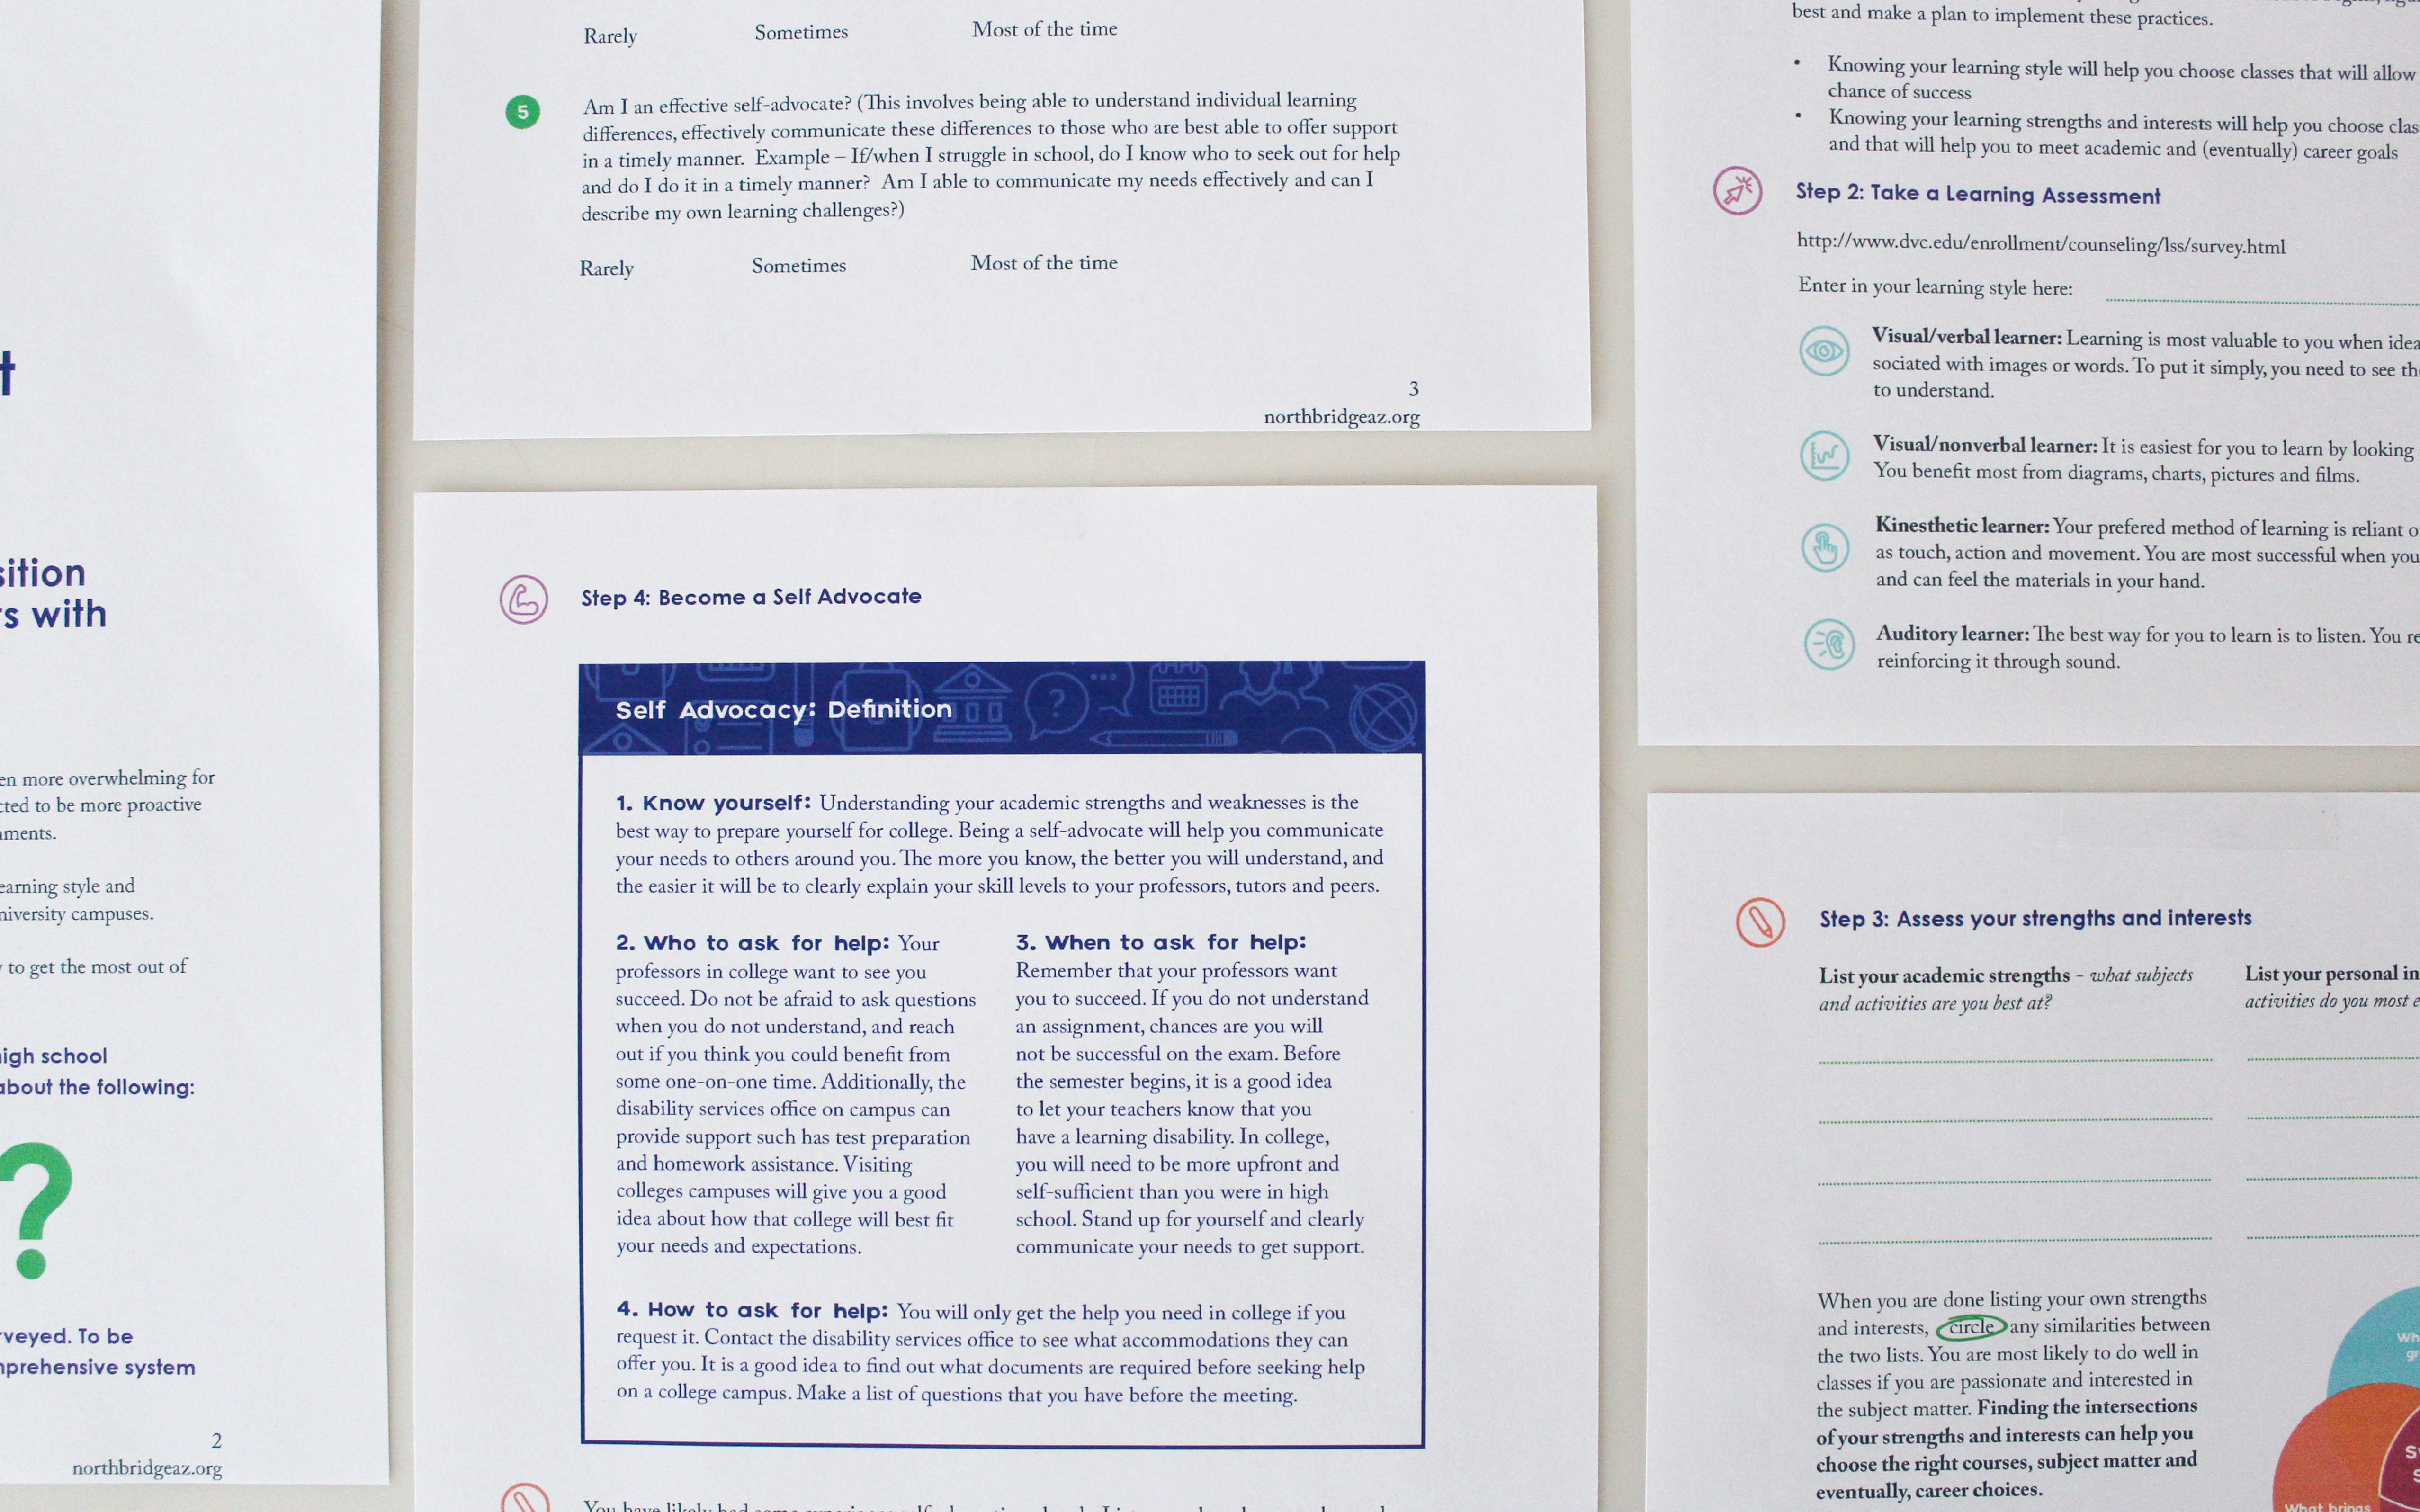 t
sition
rs with
en more overwhelming for
cted to be more proactive
nments.
earning style and
niversity campuses.
to get the most out of
high school
about the following:
?
rveyed. To be
mprehensive system
2
northbridgeaz.org
Rarely Sometimes Most of the time
5 Am I an effective self-advocate? (This involves being able to understand individual learning
differences, effectively communicate these differences to those who are best able to offer support
in a timely manner. Example – If/when I struggle in school, do I know who to seek out for help
and do I do it in a timely manner? Am I able to communicate my needs effectively and can I
describe my own learning challenges?)
Rarely Sometimes Most of the time
3
northbridgeaz.org
Step 4: Become a Self Advocate
Self Advocacy: Definition
1. Know yourself: Understanding your academic strengths and weaknesses is the
best way to prepare yourself for college. Being a self-advocate will help you communicate
your needs to others around you. The more you know, the better you will understand, and
the easier it will be to clearly explain your skill levels to your professors, tutors and peers.
2. Who to ask for help: Your
professors in college want to see you
succeed. Do not be afraid to ask questions
when you do not understand, and reach
out if you think you could benefit from
some one-on-one time. Additionally, the
disability services office on campus can
provide support such has test preparation
and homework assistance. Visiting
colleges campuses will give you a good
idea about how that college will best fit
your needs and expectations.
3. When to ask for help:
Remember that your professors want
you to succeed. If you do not understand
an assignment, chances are you will
not be successful on the exam. Before
the semester begins, it is a good idea
to let your teachers know that you
have a learning disability. In college,
you will need to be more upfront and
self-sufficient than you were in high
school. Stand up for yourself and clearly
communicate your needs to get support.
4. How to ask for help: You will only get the help you need in college if you
request it. Contact the disability services office to see what accommodations they can
offer you. It is a good idea to find out what documents are required before seeking help
on a college campus. Make a list of questions that you have before the meeting.
You have likely had some experience
best and make a plan to implement these practices.
• Knowing your learning style will help you choose classes that will allow
chance of success
• Knowing your learning strengths and interests will help you choose clas
and that will help you to meet academic and (eventually) career goals
Step 2: Take a Learning Assessment
http://www.dvc.edu/enrollment/counseling/lss/survey.html
Enter in your learning style here:
Visual/verbal learner: Learning is most valuable to you when idea
sociated with images or words. To put it simply, you need to see th
to understand.
Visual/nonverbal learner: It is easiest for you to learn by looking
You benefit most from diagrams, charts, pictures and films.
Kinesthetic learner: Your prefered method of learning is reliant o
as touch, action and movement. You are most successful when you
and can feel the materials in your hand.
Auditory learner: The best way for you to learn is to listen. You re
reinforcing it through sound.
Step 3: Assess your strengths and interests
List your academic strengths - what subjects
and activities are you best at?
List your personal in
activities do you most e
When you are done listing your own strengths
and interests, circle any similarities between
the two lists. You are most likely to do well in
classes if you are passionate and interested in
the subject matter. Finding the intersections
of your strengths and interests can help you
choose the right courses, subject matter and
eventually, career choices.
Wh
gr
S
S
What brings